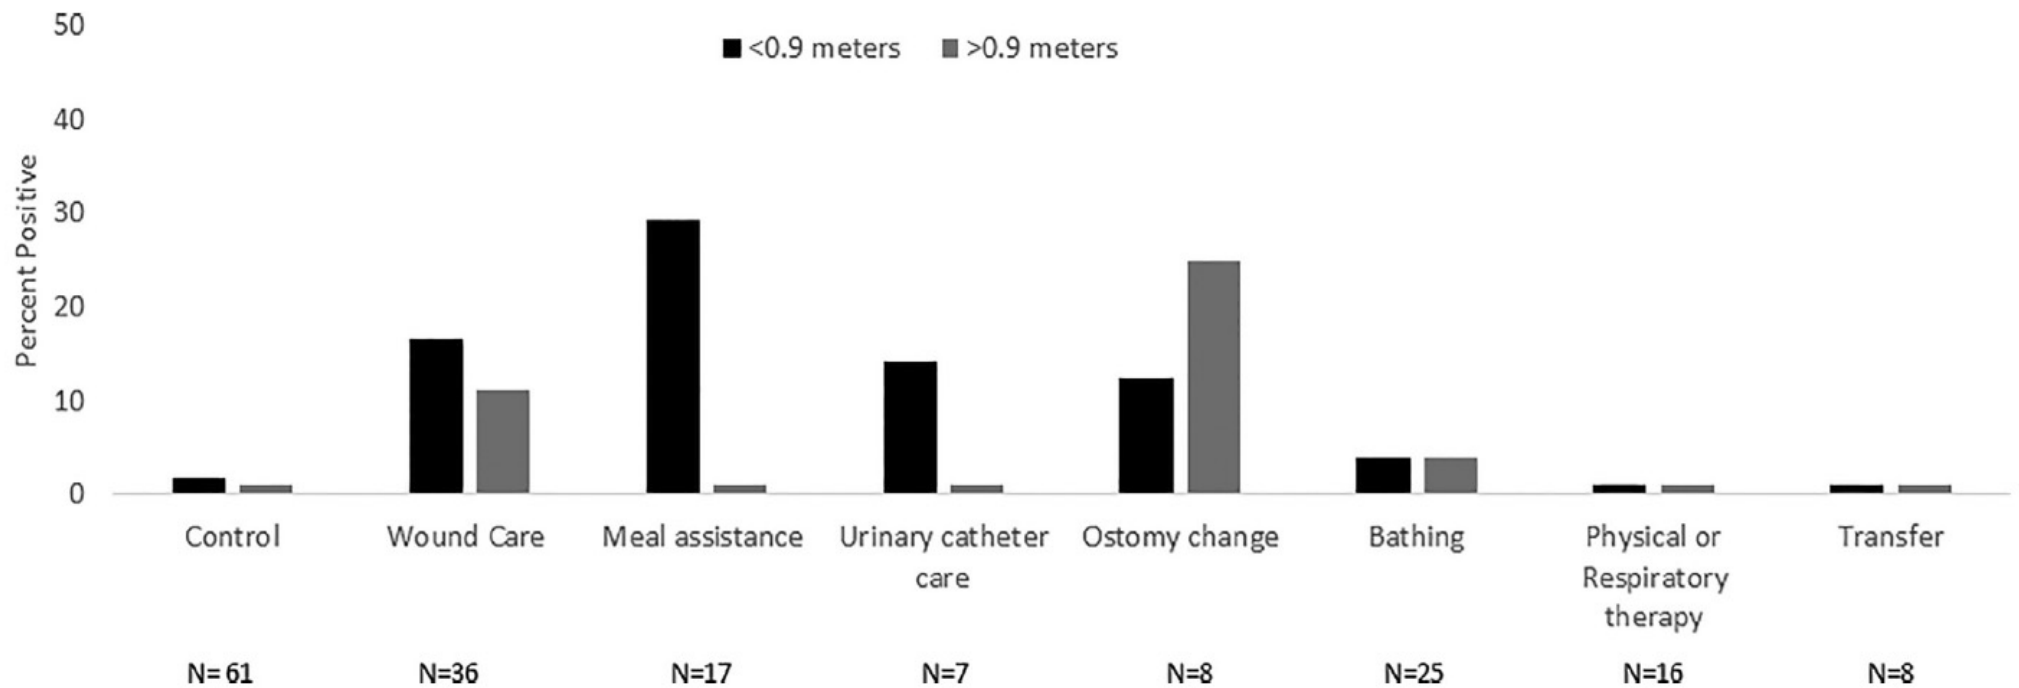 50
<0.9 meters >0.9 meters
40
30
20
10
0
Percent Positive
Control Wound Care Meal assistance Urinary catheter Ostomy change Bathing Physical or Transfer
care Respiratory
therapy
N= 61 N=36 N=17 N=7 N=8 N=25 N=16 N=8